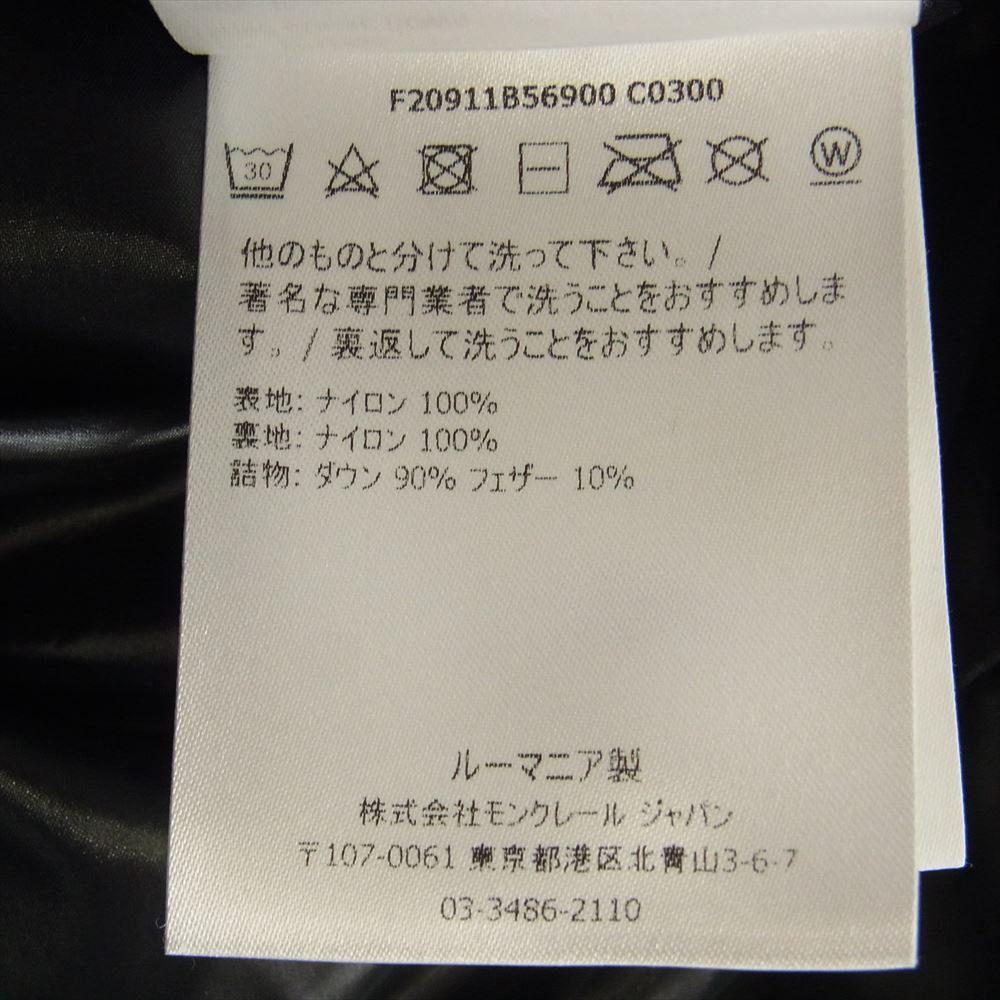 F20911B56900 C0300
30
W
他のものと分けて洗って下さい。/
著名な専門業者で洗うことをおすすめしま
す。/ 裏返して洗うことをおすすめします。
表地: ナイロン 100%
裏地: ナイロン 100%
詰物: ダウン 90% フェザー 10%
ルーマニア製
株式会社モンクレール ジャパン
〒107-0061 東京都港区北青山3-6-7
03-3486-2110